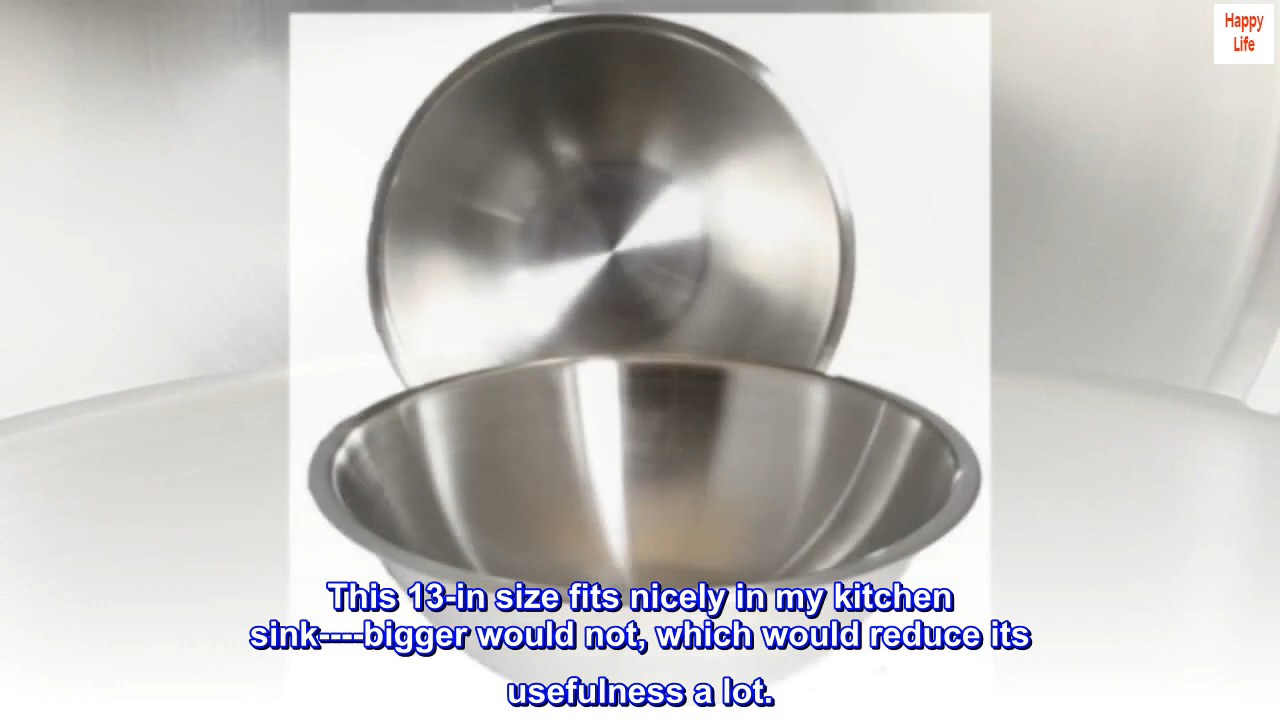 Happy
Life
This 13-in size fits nicely in my kitchen
sink----bigger would not, which would reduce its
usefulness a lot.